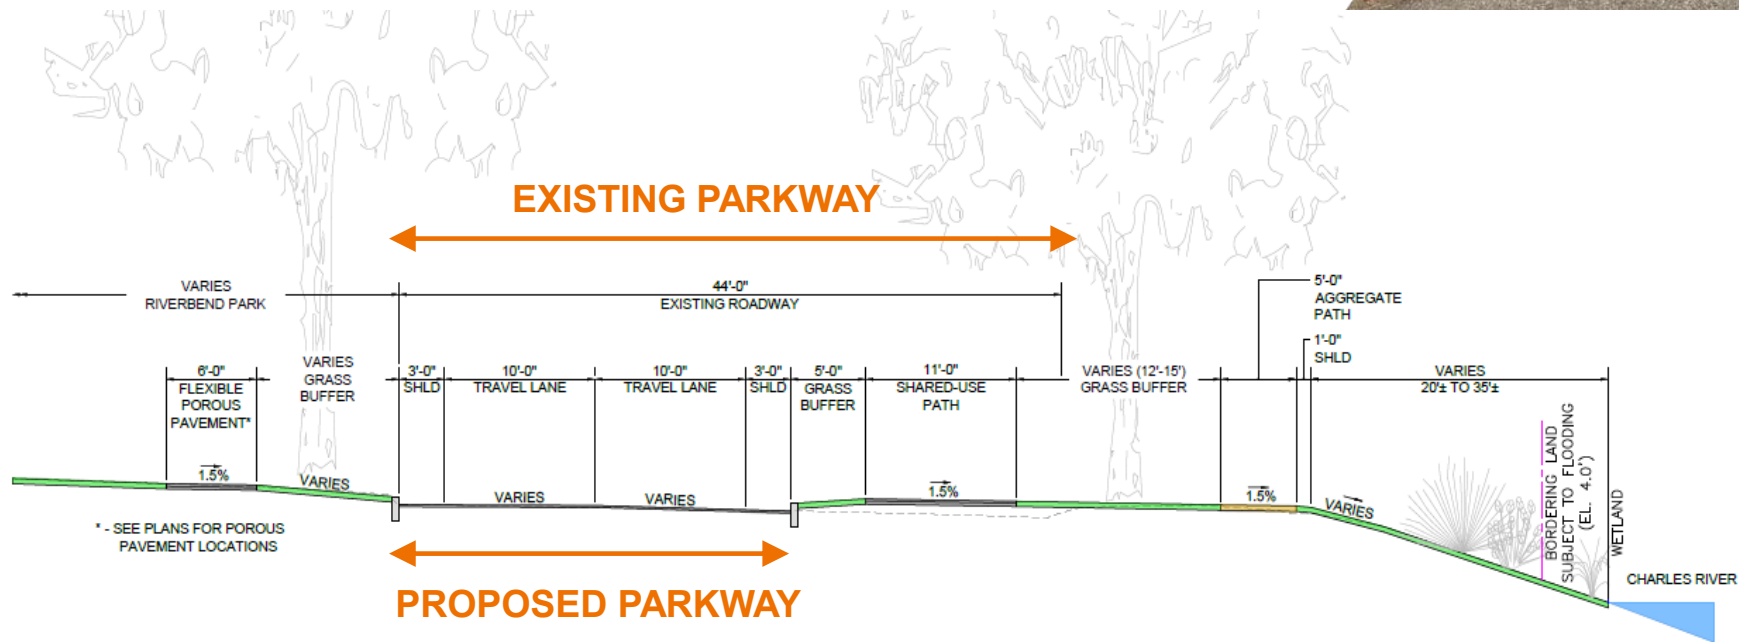 EXISTING PARKWAY
VARIES
RIVERBEND PARK
44'-0"
EXISTING ROADWAY
5'-0"
AGGREGATE
PATH
1'-0"
SHLD
6'-0"
FLEXIBLE
POROUS
PAVEMENT*
VARIES
GRASS
BUFFER
3'-0"
SHLD
10'-0"
TRAVEL LANE
10'-0"
TRAVEL LANE
3'-0"
SHLD
5'-0"
GRASS
BUFFER
11'-0"
SHARED-USE
PATH
VARIES (12'-15')
GRASS BUFFER
VARIES
20'± TO 35'±
1.5%
VARIES
VARIES
VARIES
1.5%
1.5%
VARIES
BORDERING LAND
SUBJECT TO FLOODING
(EL. 4.0')
WETLAND
CHARLES RIVER
* - SEE PLANS FOR POROUS
PAVEMENT LOCATIONS
PROPOSED PARKWAY